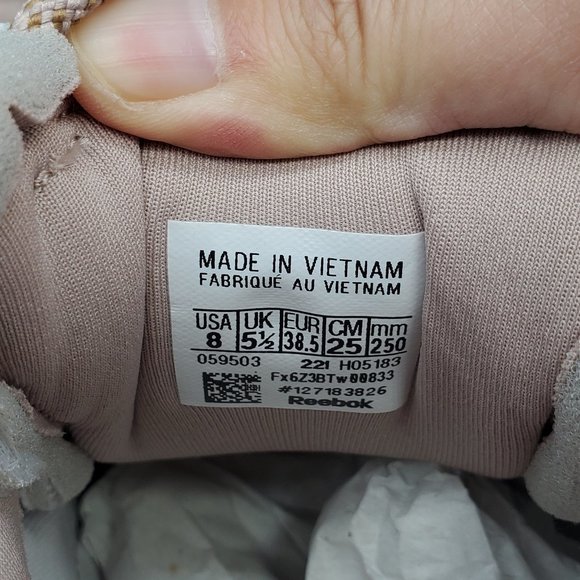 MADE IN VIETNAM
FABRIQUÉ AU VIETNAM
USA UK EUR CM mm
8 5½ 38.5 25 250
059503 221 H05183
Fx6Z3BTw00833
#127183826
Reebok